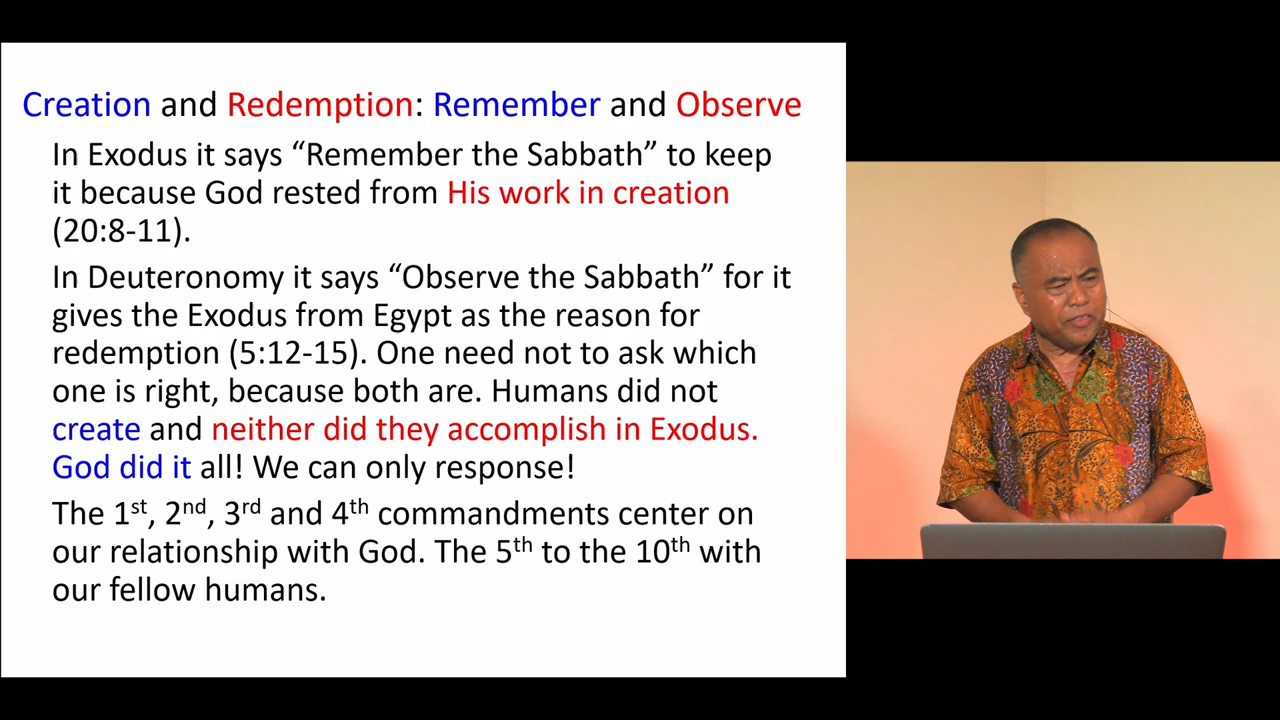 Creation and Redemption: Remember and Observe
In Exodus it says “Remember the Sabbath” to keep
it because God rested from His work in creation
(20:8-11).
In Deuteronomy it says “Observe the Sabbath” for it
gives the Exodus from Egypt as the reason for
redemption (5:12-15). One need not to ask which
one is right, because both are. Humans did not
create and neither did they accomplish in Exodus.
God did it all! We can only response!
The 1st, 2nd, 3rd and 4th commandments center on
our relationship with God. The 5th to the 10th with
our fellow humans.